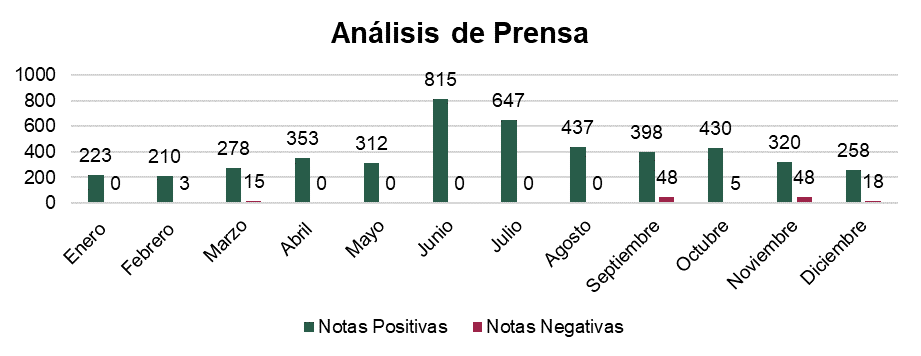 Análisis de Prensa
1000
800
600
400
200
0
223
0
210
3
278
15
353
0
312
0
815
0
647
0
437
0
398
48
430
5
320
48
258
18
Enero
Febrero
Marzo
Abril
Mayo
Junio
Julio
Agosto
Septiembre
Octubre
Noviembre
Diciembre
Notas Positivas
Notas Negativas